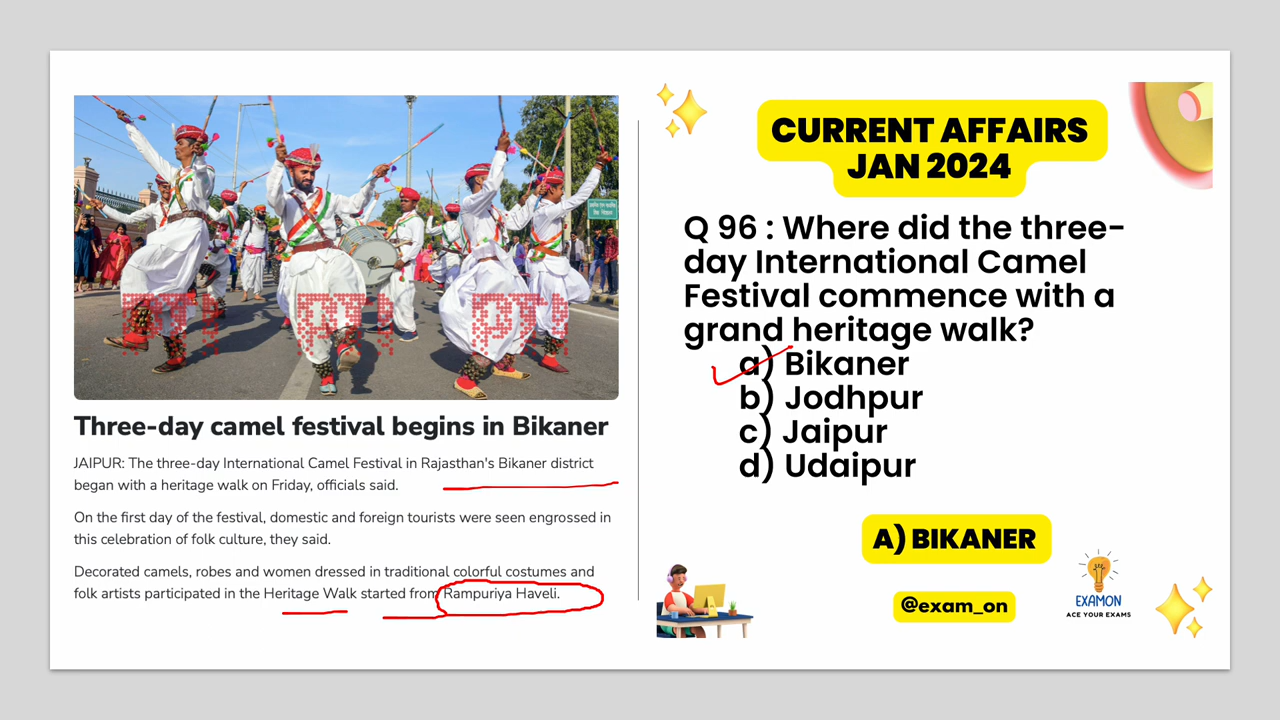 Three-day camel festival begins in Bikaner
JAIPUR: The three-day International Camel Festival in Rajasthan's Bikaner district
began with a heritage walk on Friday, officials said.
On the first day of the festival, domestic and foreign tourists were seen engrossed in
this celebration of folk culture, they said.
Decorated camels, robes and women dressed in traditional colorful costumes and
folk artists participated in the Heritage Walk started from Rampuriya Haveli.
CURRENT AFFAIRS
JAN 2024
Q 96 : Where did the three-
day International Camel
Festival commence with a
grand heritage walk?
a) Bikaner
b) Jodhpur
c) Jaipur
d) Udaipur
A) BIKANER
@exam_on
EXAMON
ACE YOUR EXAMS